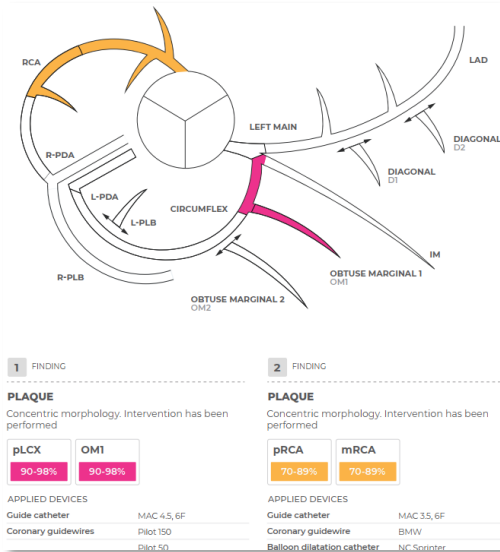 RCA
LAD
LEFT MAIN
DIAGONAL
D2
R-PDA
DIAGONAL
D1
L-PDA
CIRCUMFLEX
L-PLB
IM
R-PLB
OBTUSE MARGINAL 1
OM1
OBTUSE MARGINAL 2
OM2
1 FINDING
PLAQUE
Concentric morphology. Intervention has been
performed
pLCX OM1
90-98% 90-98%
APPLIED DEVICES
Guide catheter MAC 4.5, 6F
Coronary guidewires Pilot 150
Pilot 50
2 FINDING
PLAQUE
Concentric morphology. Intervention has been
performed
pRCA mRCA
70-89% 70-89%
APPLIED DEVICES
Guide catheter MAC 3.5, 6F
Coronary guidewire BMW
Balloon dilatation catheter NC Sprinter